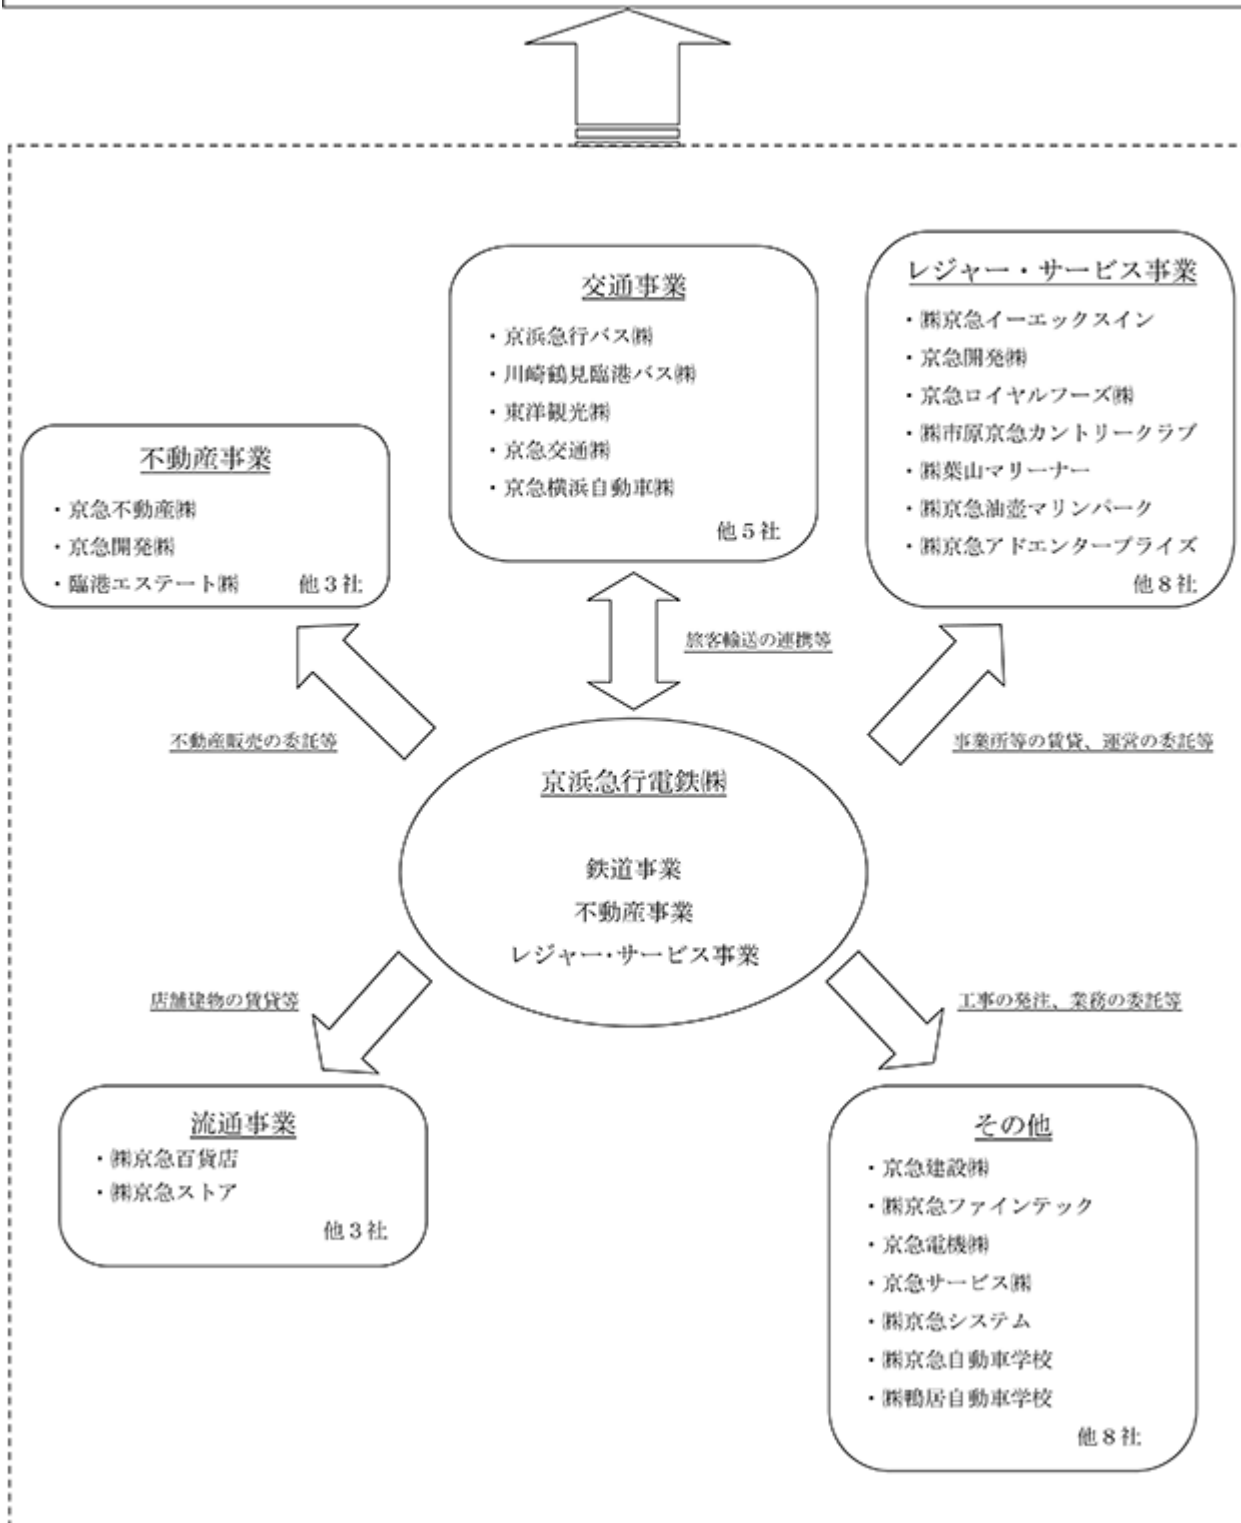 交通事業
・京浜急行バス㈱
・川崎鶴見臨港バス㈱
・東洋観光㈱
・京急交通㈱
・京急横浜自動車㈱
他５社
レジャー・サービス事業
・㈱京急イーエックスイン
・京急開発㈱
・京急ロイヤルフーズ㈱
・㈱市原京急カントリークラブ
・㈱葉山マリーナー
・㈱京急油壺マリンパーク
・㈱京急アドエンタープライズ
他８社
不動産事業
・京急不動産㈱
・京急開発㈱
・臨港エステート㈱　他３社
旅客輸送の連携等
不動産販売の委託等
事業所等の賃貸、運営の委託等
京浜急行電鉄㈱
鉄道事業
不動産事業
レジャー・サービス事業
店舗建物の賃貸等
工事の発注、業務の委託等
流通事業
・㈱京急百貨店
・㈱京急ストア
他３社
その他
・京急建設㈱
・㈱京急ファインテック
・京急電機㈱
・京急サービス㈱
・㈱京急システム
・㈱京急自動車学校
・㈱鴨居自動車学校
他８社